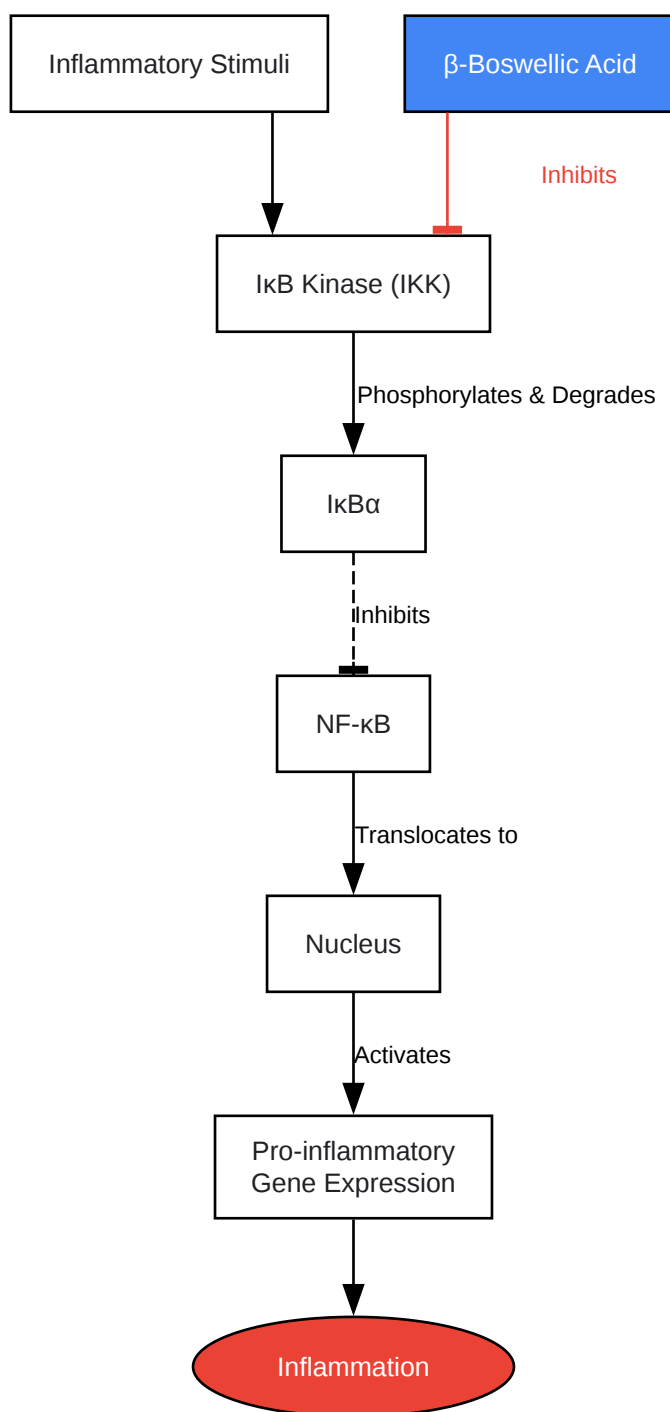 Inflammatory Stimuli
β-Boswellic Acid
Inhibits
IκB Kinase (IKK)
Phosphorylates & Degrades
IκBα
Inhibits
NF-κB
Translocates to
Nucleus
Activates
Pro-inflammatory
Gene Expression
Inflammation